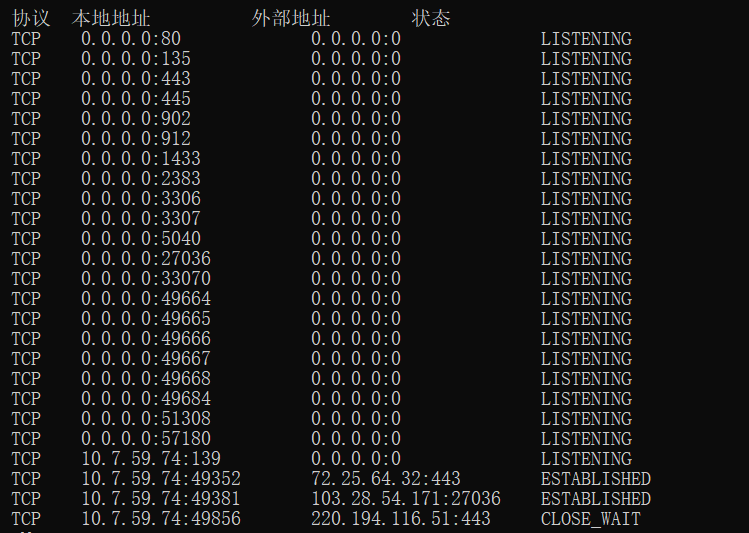 协议 本地地址 外部地址 状态
TCP 0.0.0.0:80 0.0.0.0:0 LISTENING
TCP 0.0.0.0:135 0.0.0.0:0 LISTENING
TCP 0.0.0.0:443 0.0.0.0:0 LISTENING
TCP 0.0.0.0:445 0.0.0.0:0 LISTENING
TCP 0.0.0.0:902 0.0.0.0:0 LISTENING
TCP 0.0.0.0:912 0.0.0.0:0 LISTENING
TCP 0.0.0.0:1433 0.0.0.0:0 LISTENING
TCP 0.0.0.0:2383 0.0.0.0:0 LISTENING
TCP 0.0.0.0:3306 0.0.0.0:0 LISTENING
TCP 0.0.0.0:3307 0.0.0.0:0 LISTENING
TCP 0.0.0.0:5040 0.0.0.0:0 LISTENING
TCP 0.0.0.0:27036 0.0.0.0:0 LISTENING
TCP 0.0.0.0:33070 0.0.0.0:0 LISTENING
TCP 0.0.0.0:49664 0.0.0.0:0 LISTENING
TCP 0.0.0.0:49665 0.0.0.0:0 LISTENING
TCP 0.0.0.0:49666 0.0.0.0:0 LISTENING
TCP 0.0.0.0:49667 0.0.0.0:0 LISTENING
TCP 0.0.0.0:49668 0.0.0.0:0 LISTENING
TCP 0.0.0.0:49684 0.0.0.0:0 LISTENING
TCP 0.0.0.0:51308 0.0.0.0:0 LISTENING
TCP 0.0.0.0:57180 0.0.0.0:0 LISTENING
TCP 10.7.59.74:139 0.0.0.0:0 LISTENING
TCP 10.7.59.74:49352 72.25.64.32:443 ESTABLISHED
TCP 10.7.59.74:49381 103.28.54.171:27036 ESTABLISHED
TCP 10.7.59.74:49856 220.194.116.51:443 CLOSE_WAIT